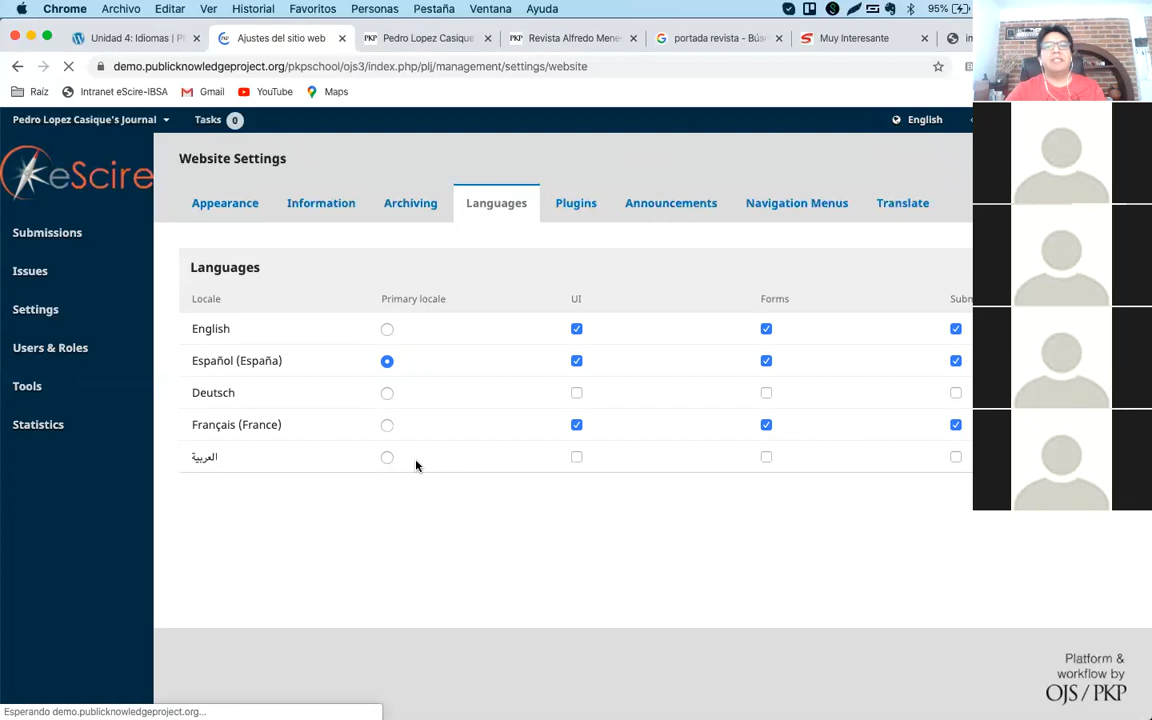 Chrome Archivo Editar Ver Historial Favoritos Personas Pestaña Ventana Ayuda 95%
Unidad 4: Idiomas | P Ajustes del sitio web PKP Pedro Lopez Casique PKP Revista Alfredo Mene portada revista - Bús S Muy Interesante
demo.publicknowledgeproject.org/pkpschool/ojs3/index.php/plj/management/settings/website
Raíz Intranet eScire-IBSA Gmail YouTube Maps
Pedro Lopez Casique's Journal Tasks 0 English
eScire
Website Settings
Appearance Information Archiving Languages Plugins Announcements Navigation Menus Translate
Submissions
Issues
Settings
Users & Roles
Tools
Statistics
Languages
Locale Primary locale UI Forms Subm
English
Español (España)
Deutsch
Français (France)
العربية
Platform &
workflow by
OJS / PKP
Esperando demo.publicknowledgeproject.org...